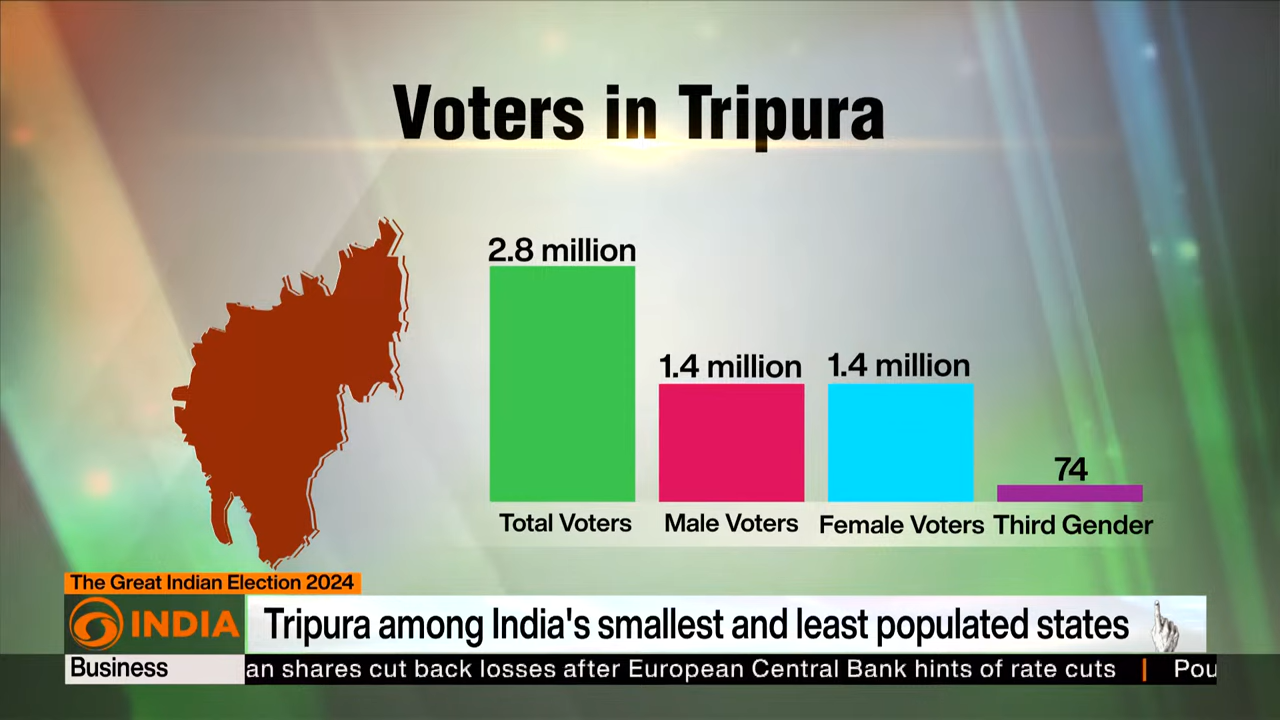 Voters in Tripura
2.8 million
1.4 million
1.4 million
74
Total Voters
Male Voters
Female Voters
Third Gender
The Great Indian Election 2024
INDIA
Tripura among India's smallest and least populated states
Business
an shares cut back losses after European Central Bank hints of rate cuts | Pou